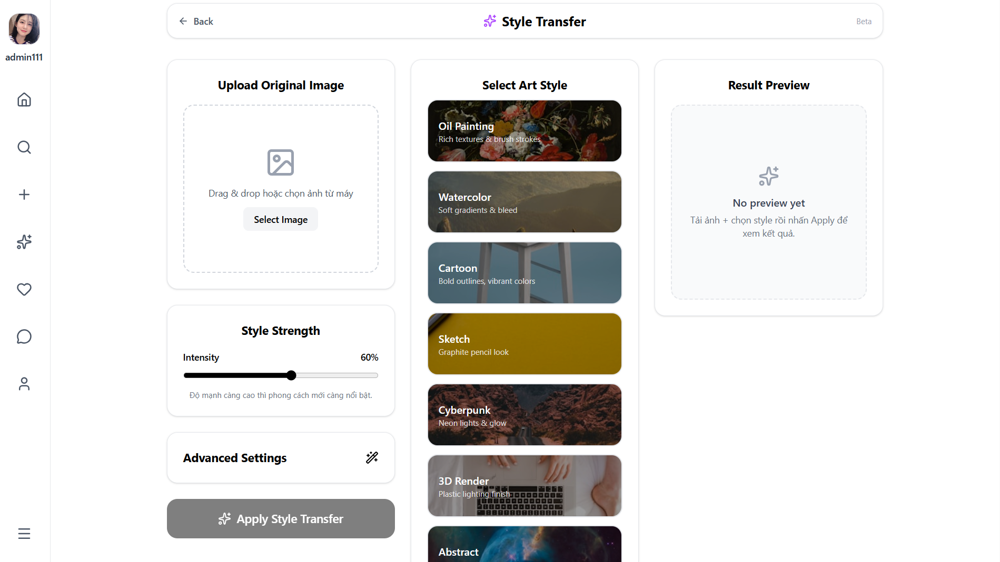 admin111
Back
Style Transfer
Beta
Upload Original Image
Drag & drop hoặc chọn ảnh từ máy
Select Image
Style Strength
Intensity
60%
Độ mạnh càng cao thì phong cách mới càng nổi bật.
Advanced Settings
Apply Style Transfer
Select Art Style
Oil Painting
Rich textures & brush strokes
Watercolor
Soft gradients & bleed
Cartoon
Bold outlines, vibrant colors
Sketch
Graphite pencil look
Cyberpunk
Neon lights & glow
3D Render
Plastic lighting finish
Abstract
Result Preview
No preview yet
Tải ảnh + chọn style rồi nhấn Apply để
xem kết quả.